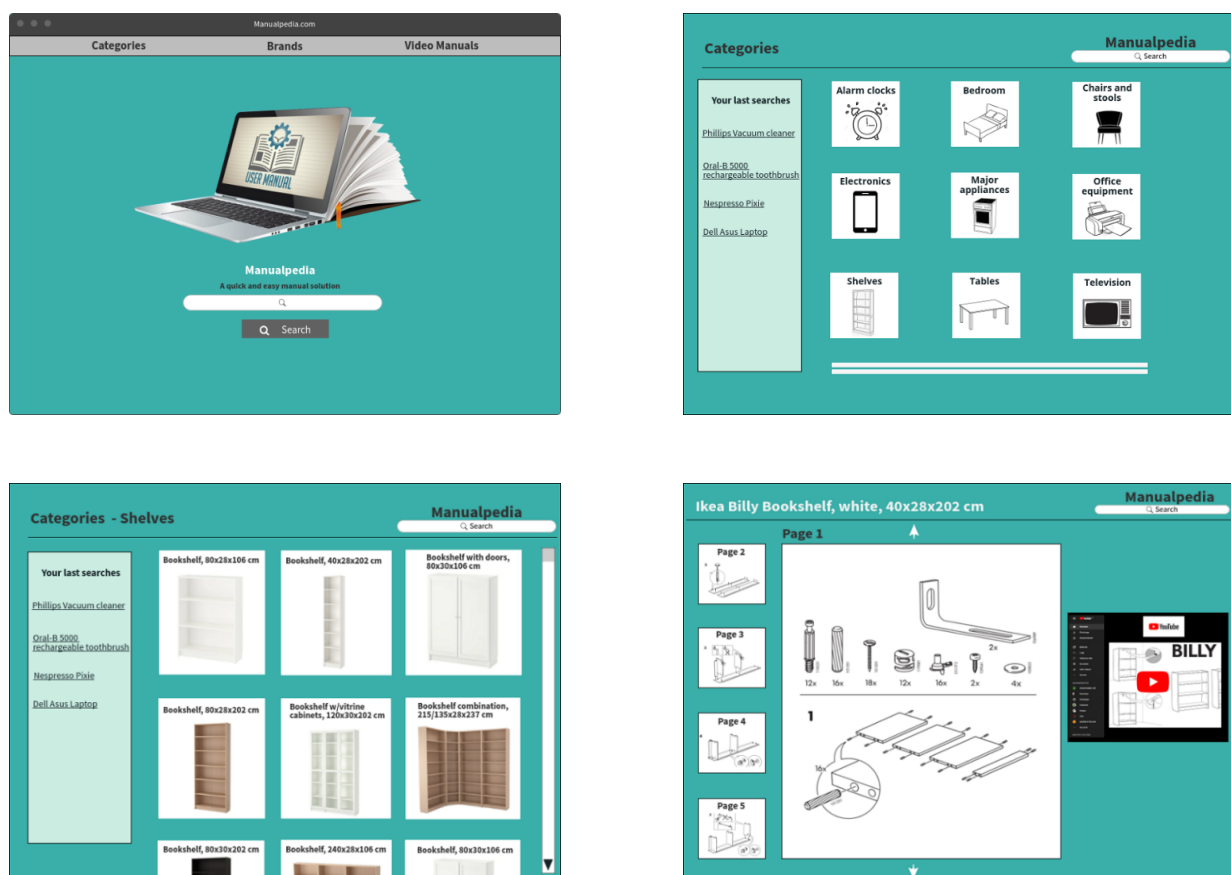 Manualpedia.com
Categories Brands Video Manuals
USER MANUAL
Manualpedia
A quick and easy manual solution
Search
Categories
Manualpedia
Search
Your last searches
Phillips Vacuum cleaner
Oral-B 5000
rechargeable toothbrush
Nespresso Pixie
Dell Asus Laptop
Alarm clocks
Bedroom
Chairs and
stools
Electronics
Major
appliances
Office
equipment
Shelves
Tables
Television
Categories - Shelves
Manualpedia
Search
Your last searches
Phillips Vacuum cleaner
Oral-B 5000
rechargeable toothbrush
Nespresso Pixie
Dell Asus Laptop
Bookshelf, 80x28x106 cm
Bookshelf, 40x28x202 cm
Bookshelf with doors,
80x30x106 cm
Bookshelf, 80x28x202 cm
Bookshelf w/vitrine
cabinets, 120x30x202 cm
Bookshelf combination,
215/135x28x237 cm
Bookshelf, 80x30x202 cm
Bookshelf, 240x28x106 cm
Bookshelf, 80x30x106 cm
Ikea Billy Bookshelf, white, 40x28x202 cm
Manualpedia
Search
Page 1
Page 2
Page 3
Page 4
Page 5
2x
12x 16x 18x 12x 16x 2x 4x
1
16x
YouTube
BILLY